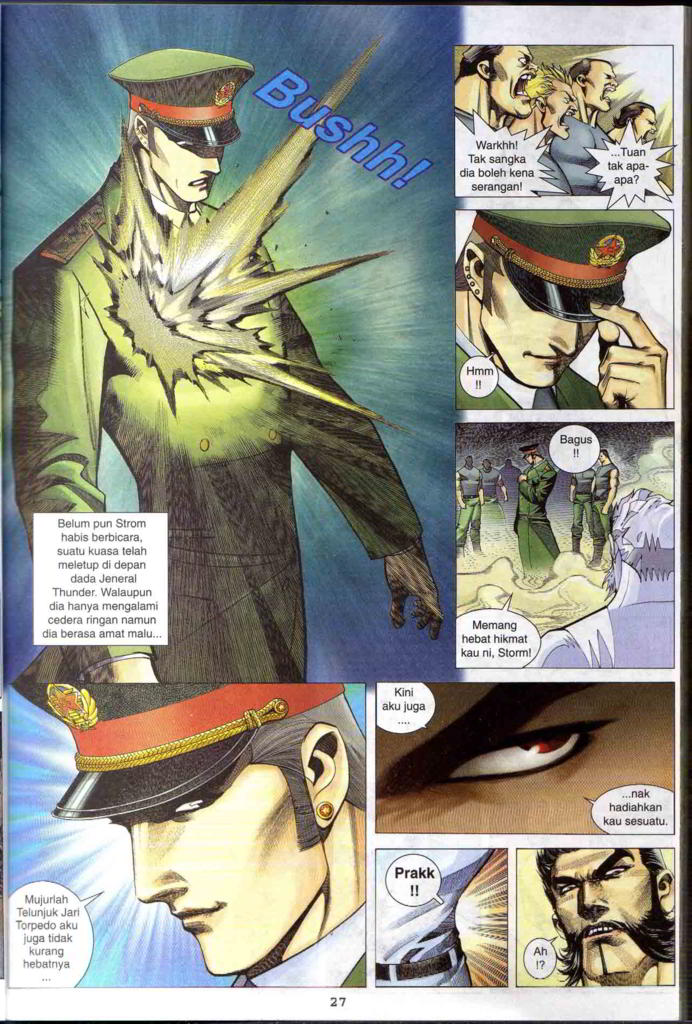 Bushh!
Warkhh!
Tak sangka
dia boleh kena
serangan!
...Tuan
tak apa-
apa?
Hmm
!!
Belum pun Strom
habis berbicara,
suatu kuasa telah
meletup di depan
dada Jeneral
Thunder. Walaupun
dia hanya mengalami
cedera ringan namun
dia berasa amat malu...
Bagus
!!
Memang
hebat hikmat
kau ni, Storm!
Mujurlah
Telunjuk Jari
Torpedo aku
juga tidak
kurang
hebatnya
...
Kini
aku juga
....
...nak
hadiahkan
kau sesuatu.
Prakk
!!
Ah
!?
27